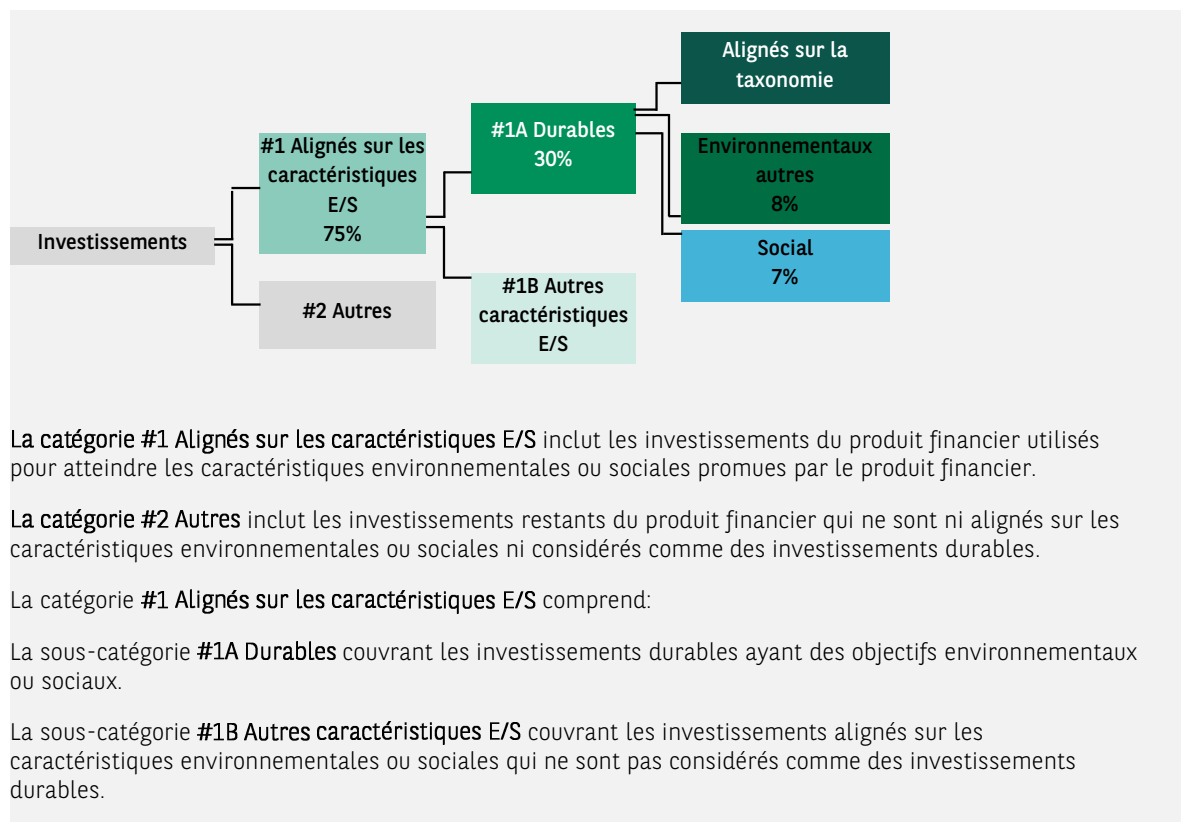 Alignés sur la
taxonomie
#1A Durables
30%
#1 Alignés sur les
caractéristiques
E/S
75%
Environnementaux
autres
8%
Investissements
Social
7%
#2 Autres
#1B Autres
caractéristiques
E/S
La catégorie #1 Alignés sur les caractéristiques E/S inclut les investissements du produit financier utilisés
pour atteindre les caractéristiques environnementales ou sociales promues par le produit financier.
La catégorie #2 Autres inclut les investissements restants du produit financier qui ne sont ni alignés sur les
caractéristiques environnementales ou sociales ni considérés comme des investissements durables.
La catégorie #1 Alignés sur les caractéristiques E/S comprend:
La sous-catégorie #1A Durables couvrant les investissements durables ayant des objectifs environnementaux
ou sociaux.
La sous-catégorie #1B Autres caractéristiques E/S couvrant les investissements alignés sur les
caractéristiques environnementales ou sociales qui ne sont pas considérés comme des investissements
durables.